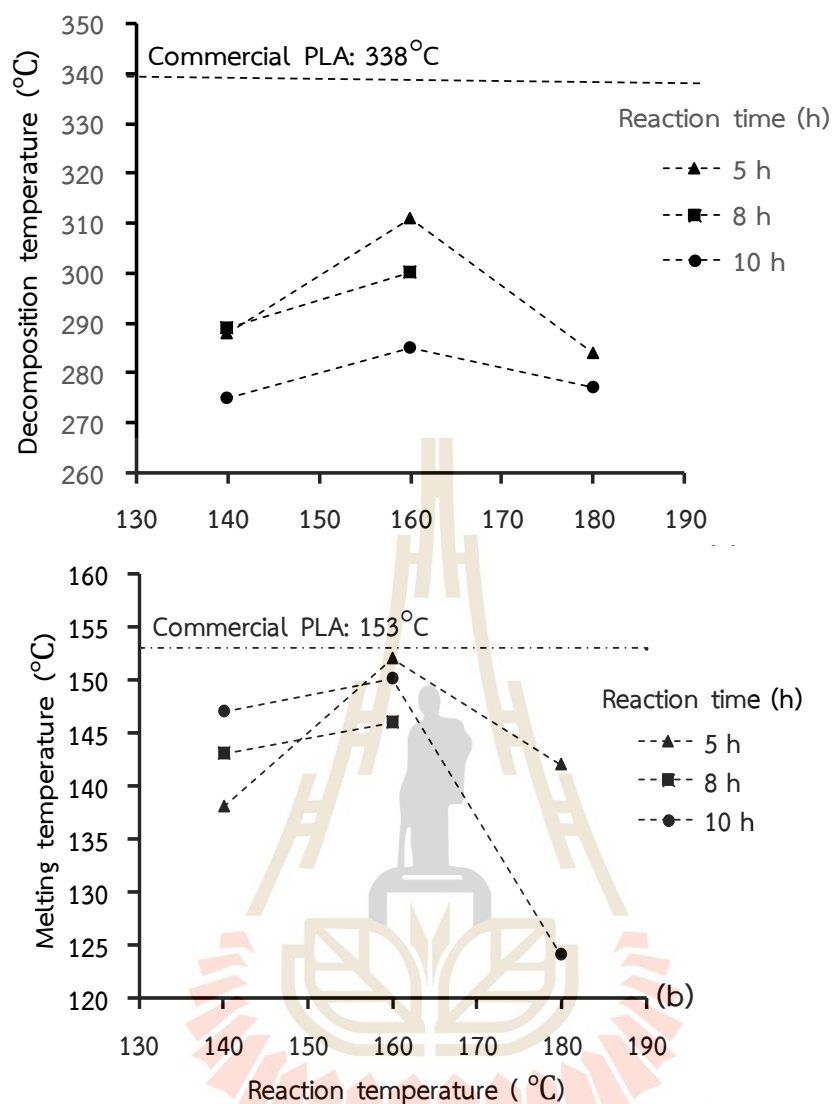 350
Commercial PLA: 338°C
340
330
Reaction time (h)
320
5 h
310
8 h
300
10 h
290
280
270
260
Decomposition temperature (°C)
130 140 150 160 170 180 190
160
155
Commercial PLA: 153°C
150
Reaction time (h)
145
5 h
140
8 h
135
10 h
130
125
120
(b)
Melting temperature (°C)
130 140 150 160 170 180 190
Reaction temperature ( °C)